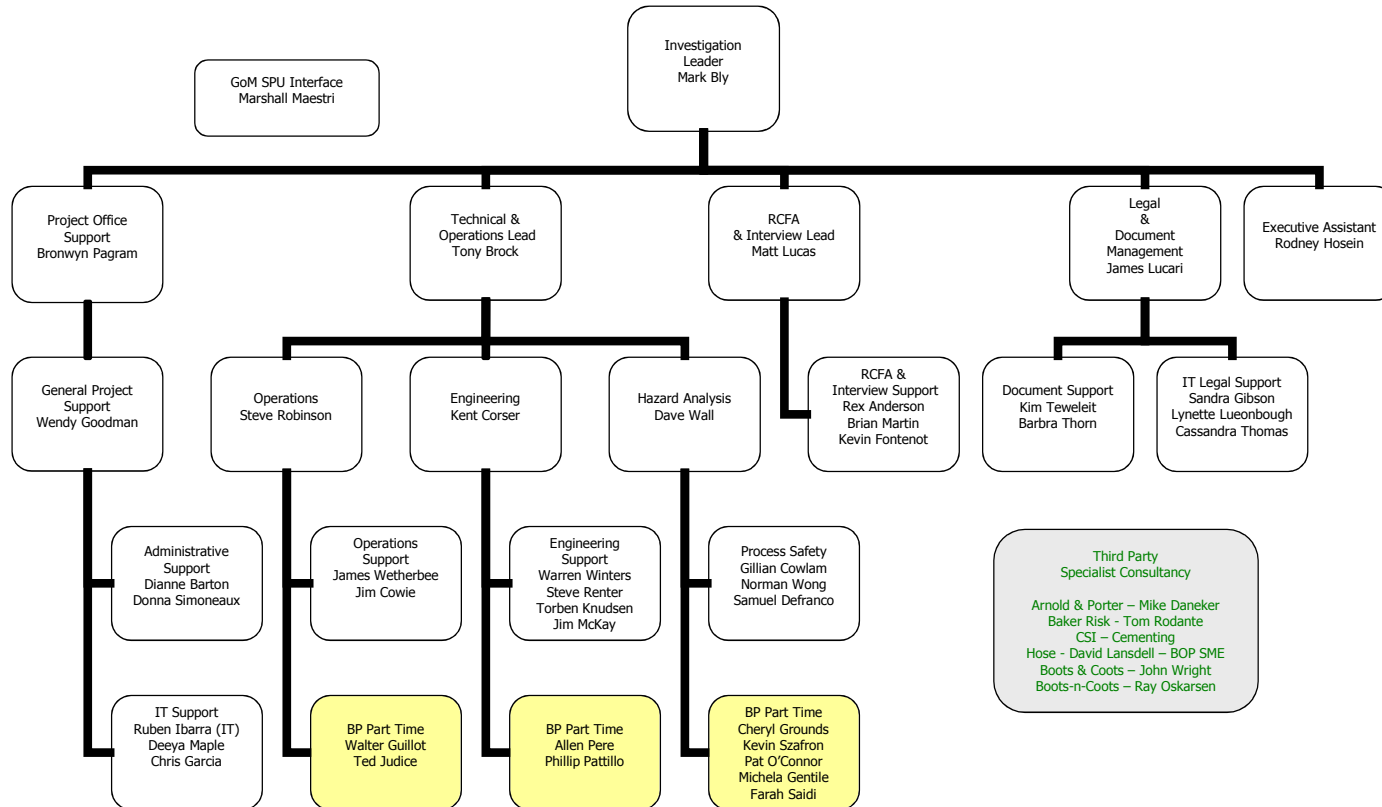 Investigation
Leader
Mark Bly
GoM SPU Interface
Marshall Maestri
Project Office
Support
Bronwyn Pagram
Technical &
Operations Lead
Tony Brock
RCFA
& Interview Lead
Matt Lucas
Legal
&
Document
Management
James Lucari
Executive Assistant
Rodney Hosein
General Project
Support
Wendy Goodman
Operations
Steve Robinson
Engineering
Kent Corser
Hazard Analysis
Dave Wall
RCFA &
Interview Support
Rex Anderson
Brian Martin
Kevin Fontenot
Document Support
Kim Teweleit
Barbra Thorn
IT Legal Support
Sandra Gibson
Lynette Lueonbough
Cassandra Thomas
Administrative
Support
Dianne Barton
Donna Simoneaux
Operations
Support
James Wetherbee
Jim Cowie
Engineering
Support
Warren Winters
Steve Renter
Torben Knudsen
Jim McKay
Process Safety
Gillian Cowlam
Norman Wong
Samuel Defranco
Third Party
Specialist Consultancy
Arnold & Porter – Mike Daneker
Baker Risk - Tom Rodante
CSI – Cementing
Hose - David Lansdell – BOP SME
Boots & Coots – John Wright
Boots-n-Coots – Ray Oskarsen
IT Support
Ruben Ibarra (IT)
Deeya Maple
Chris Garcia
BP Part Time
Walter Guillot
Ted Judice
BP Part Time
Allen Pere
Phillip Pattillo
BP Part Time
Cheryl Grounds
Kevin Szafron
Pat O’Connor
Michela Gentile
Farah Saidi